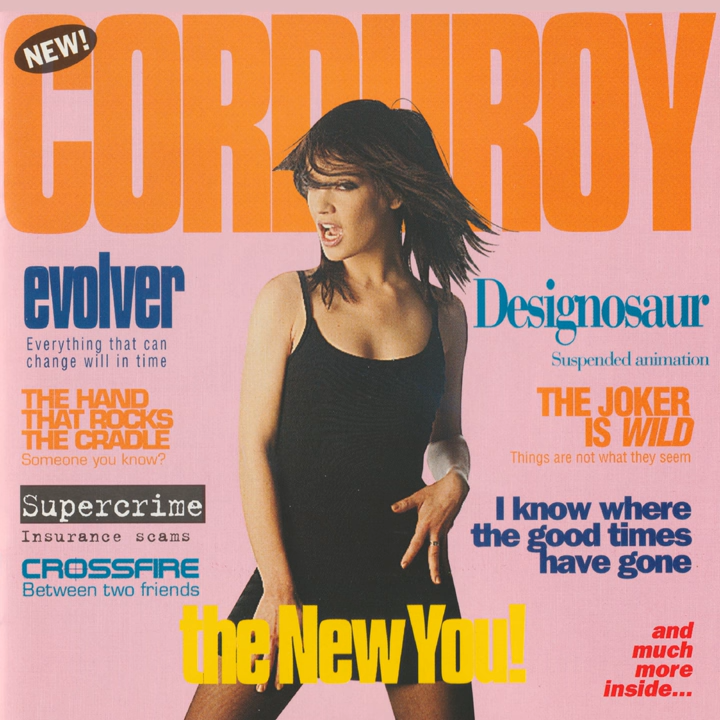 NEW!
CORDUROY
evolver
Everything that can
change will in time
THE HAND
THAT ROCKS
THE CRADLE
Someone you know?
Supercrime
Insurance scams
CROSSFIRE
Between two friends
Designosaur
Suspended animation
THE JOKER
IS WILD
Things are not what they seem
I know where
the good times
have gone
the New You!
and
much
more
inside...